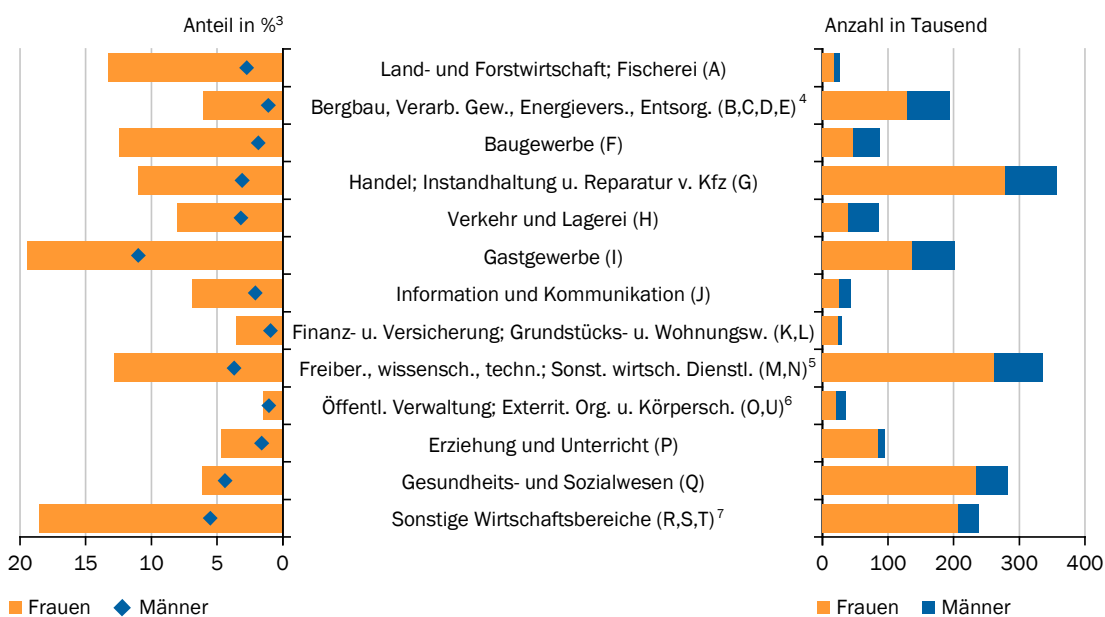 Anteil in %³
Anzahl in Tausend
Land- und Forstwirtschaft; Fischerei (A)
Bergbau, Verarb. Gew., Energievers., Entsorg. (B,C,D,E)⁴
Baugewerbe (F)
Handel; Instandhaltung u. Reparatur v. Kfz (G)
Verkehr und Lagerei (H)
Gastgewerbe (I)
Information und Kommunikation (J)
Finanz- u. Versicherung; Grundstücks- u. Wohnungsw. (K,L)
Freiber., wissensch., techn.; Sonst. wirtsch. Dienstl. (M,N)⁵
Öffentl. Verwaltung; Exterrit. Org. u. Körpersch. (O,U)⁶
Erziehung und Unterricht (P)
Gesundheits- und Sozialwesen (Q)
Sonstige Wirtschaftsbereiche (R,S,T)⁷
20 15 10 5 0
0 100 200 300 400
Frauen Männer
Frauen Männer